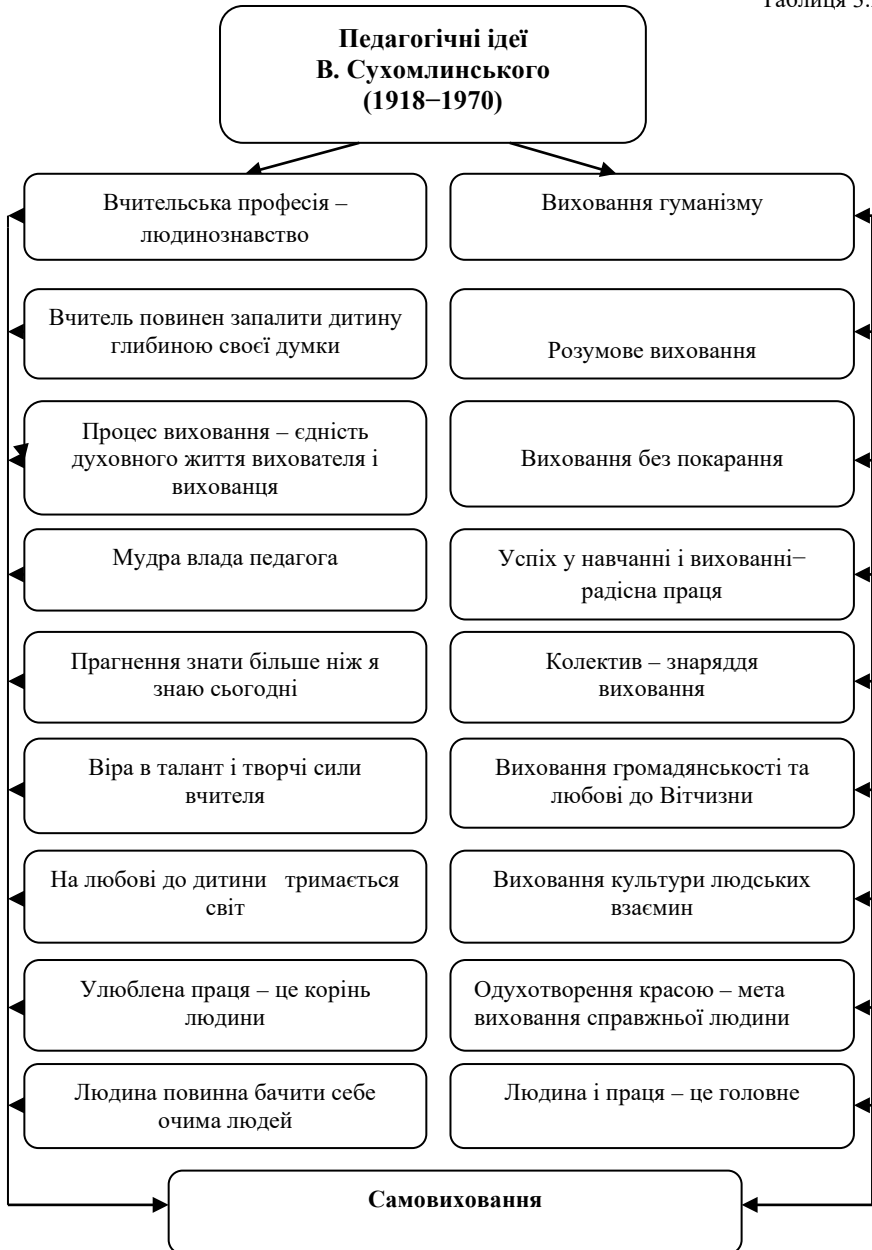 Таблиця 3.
Педагогічні ідеї
В. Сухомлинського
(1918−1970)
Вчительська професія –
людинознавство
Виховання гуманізму
Вчитель повинен запалити дитину
глибиною своєї думки
Розумове виховання
Процес виховання – єдність
духовного життя вихователя і
вихованця
Виховання без покарання
Мудра влада педагога
Успіх у навчанні і вихованні−
радісна праця
Прагнення знати більше ніж я
знаю сьогодні
Колектив – знаряддя
виховання
Віра в талант і творчі сили
вчителя
Виховання громадянськості та
любові до Вітчизни
На любові до дитини тримається
світ
Виховання культури людських
взаємин
Улюблена праця – це корінь
людини
Одухотворення красою – мета
виховання справжньої людини
Людина повинна бачити себе
очима людей
Людина і праця – це головне
Самовиховання